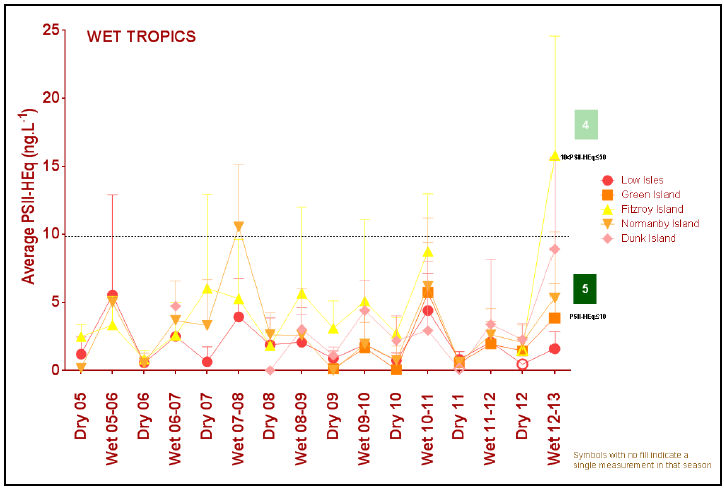 WET TROPICS
Average PSII-HEq (ng.L-1)
25
20
15
10
5
0
Dry 05
Wet 05-06
Dry 06
Wet 06-07
Dry 07
Wet 07-08
Dry 08
Wet 08-09
Dry 09
Wet 09-10
Dry 10
Wet 10-11
Dry 11
Wet 11-12
Dry 12
Wet 12-13
4
10<PSII-HEq≤50
Low Isles
Green Island
Fitzroy Island
Normanby Island
Dunk Island
5
PSII-HEq≤10
Symbols with no fill indicate a
single measurement in that season